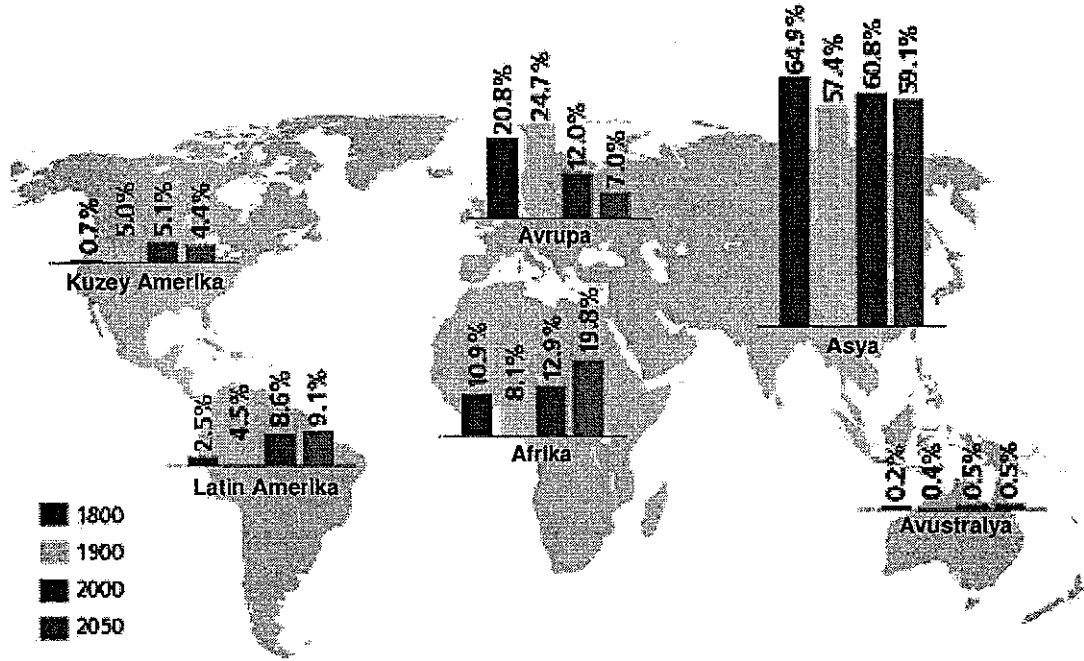 0.7% 5.0% 5.1% 4.4%
Kuzey Amerika
20.8% 24.7% 12.0% 7.0%
Avrupa
64.9% 57.4% 60.8% 59.1%
Asya
2.5% 4.5% 8.6% 9.1%
Latin Amerika
10.9% 8.1% 12.9% 19.8%
Afrika
0.2% 0.4% 0.5% 0.5%
Avustralya
1800
1900
2000
2050